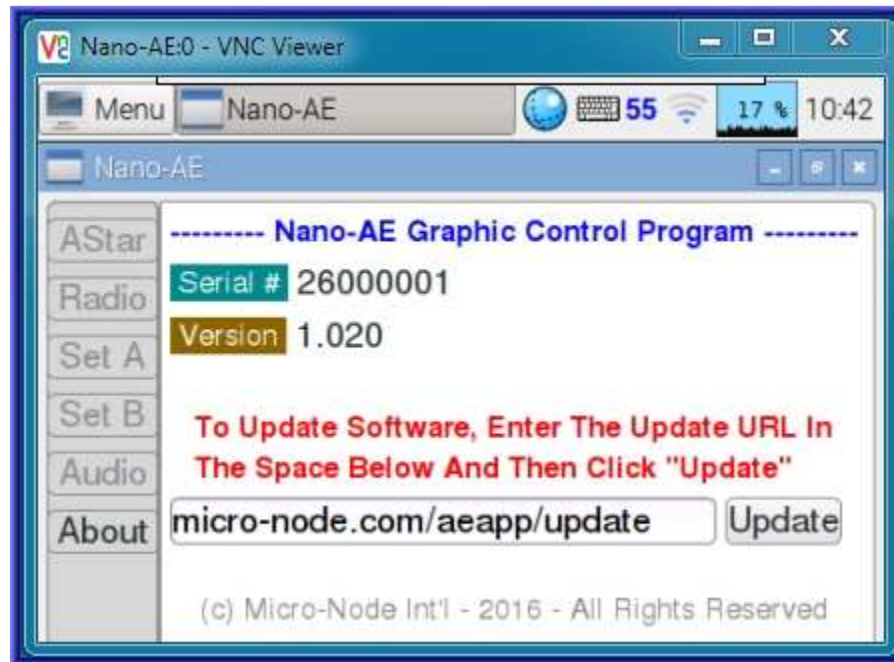 Nano-AE:0 - VNC Viewer
Menu Nano-AE 55 17 % 10:42
Nano-AE
--------- Nano-AE Graphic Control Program ---------
AStar
Serial # 26000001
Radio
Version 1.020
Set A
Set B
To Update Software, Enter The Update URL In
The Space Below And Then Click "Update"
Audio
About
micro-node.com/aeapp/update Update
(c) Micro-Node Int'l - 2016 - All Rights Reserved